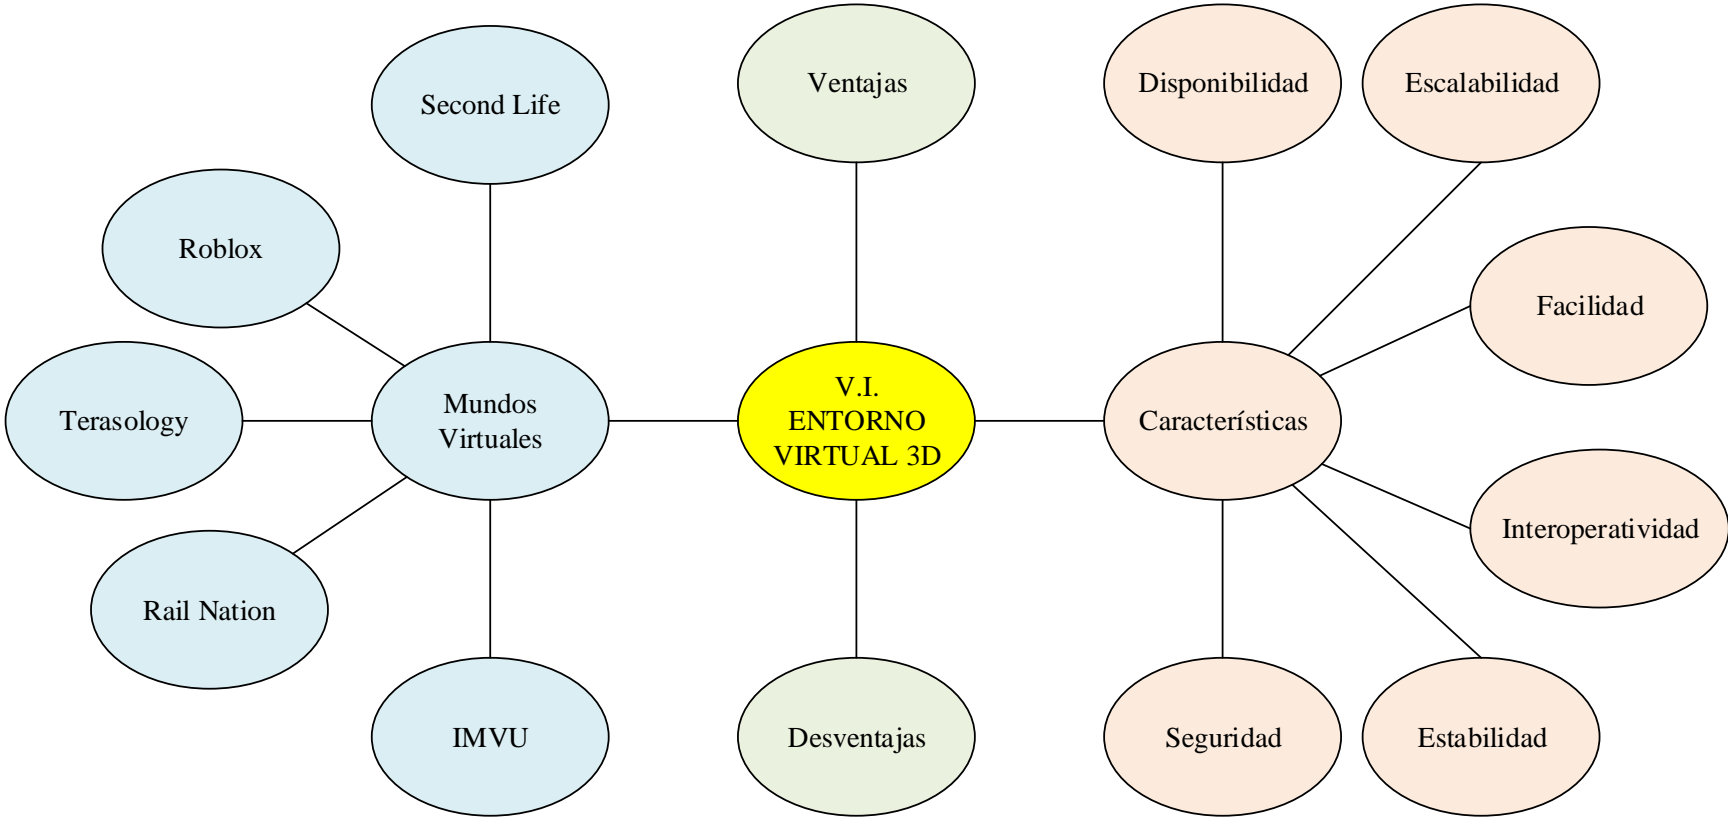 Second Life
Ventajas
Disponibilidad
Escalabilidad
Roblox
Facilidad
Terasology
Mundos
Virtuales
V.I.
ENTORNO
VIRTUAL 3D
Característísicas
Interoperatividad
Rail Nation
IMVU
Desventajas
Seguridad
Estabilidad